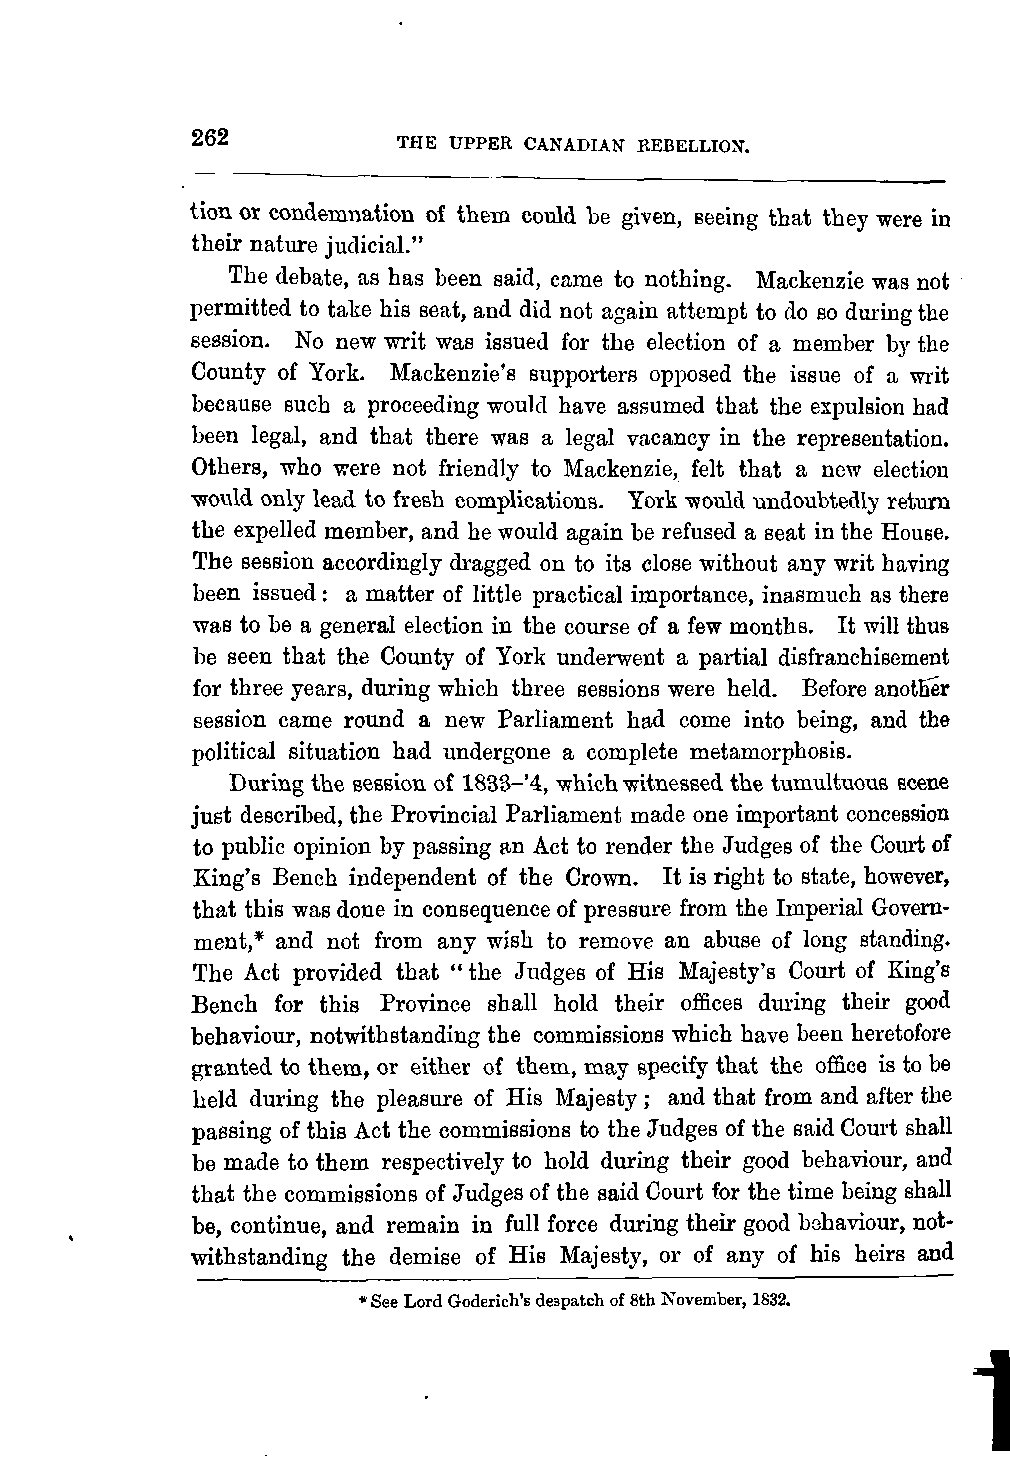 262 THE UPPER CANADIAN REBELLION.
tion or condemnation of them could be given, seeing that they were in
their nature judicial."
The debate, as has been said, came to nothing. Mackenzie was not
permitted to take his seat, and did not again attempt to do so during the
session. No new writ was issued for the election of a member by the
County of York. Mackenzie's supporters opposed the issue of a writ
because such a proceeding would have assumed that the expulsion had
been legal, and that there was a legal vacancy in the representation.
Others, who were not friendly to Mackenzie, felt that a new election
would only lead to fresh complications. York would undoubtedly return
the expelled member, and he would again be refused a seat in the House.
The session accordingly dragged on to its close without any writ having
been issued: a matter of little practical importance, inasmuch as there
was to be a general election in the course of a few months. It will thus
be seen that the County of York underwent a partial disfranchisement
for three years, during which three sessions were held. Before another
session came round a new Parliament had come into being, and the
political situation had undergone a complete metamorphosis.
During the session of 1833-'4, which witnessed the tumultuous scene
just described, the Provincial Parliament made one important concession
to public opinion by passing an Act to render the Judges of the Court of
King's Bench independent of the Crown. It is right to state, however,
that this was done in consequence of pressure from the Imperial Govern-
ment,* and not from any wish to remove an abuse of long standing.
The Act provided that "the Judges of His Majesty's Court of King's
Bench for this Province shall hold their offices during their good
behaviour, notwithstanding the commissions which have been heretofore
granted to them, or either of them, may specify that the office is to be
held during the pleasure of His Majesty; and that from and after the
passing of this Act the commissions to the Judges of the said Court shall
be made to them respectively to hold during their good behaviour, and
that the commissions of Judges of the said Court for the time being shall
be, continue, and remain in full force during their good behaviour, not-
withstanding the demise of His Majesty, or of any of his heirs and
* See Lord Goderich's despatch of 8th November, 1832.